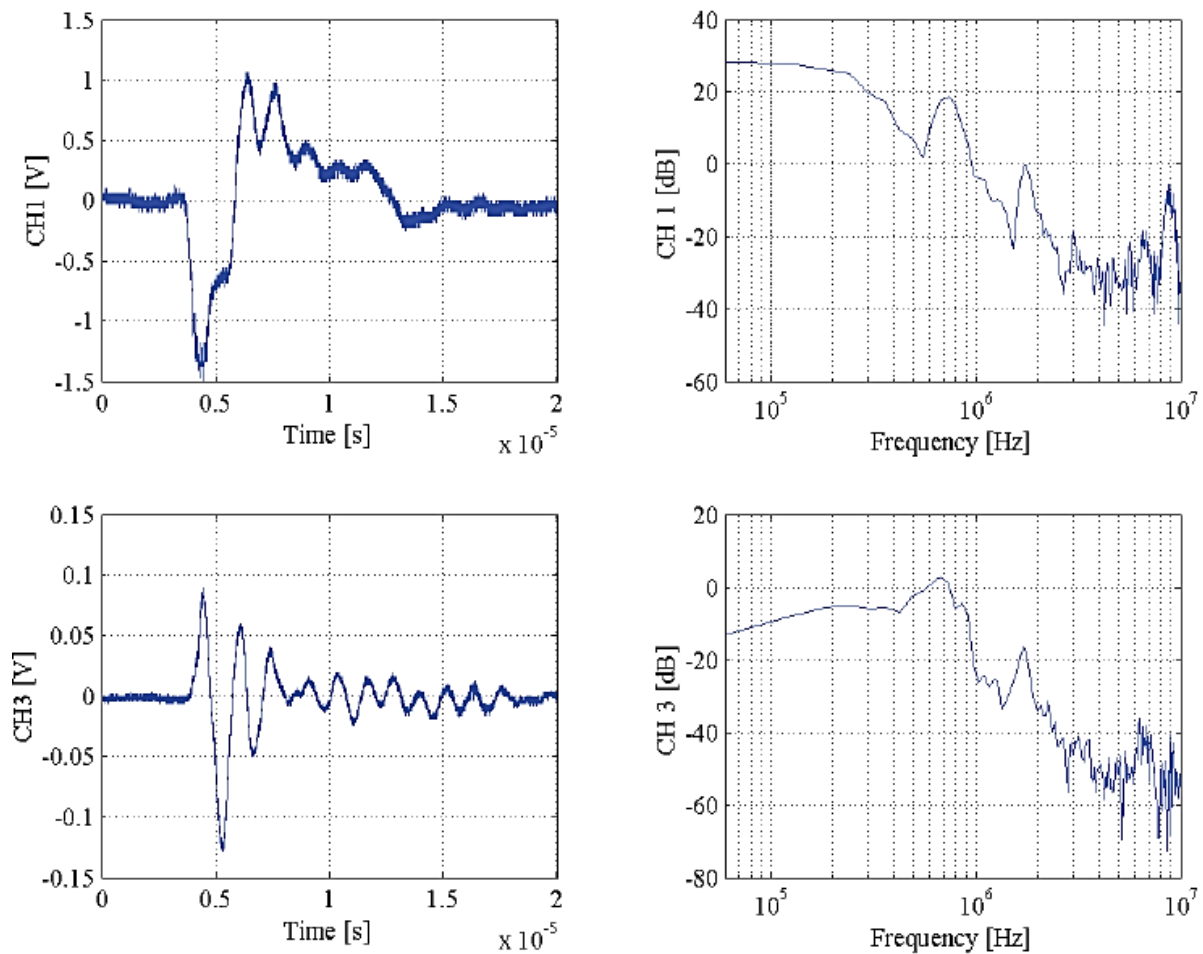 1.5
1
0.5
0
-0.5
-1
-1.5
CH1 [V]
0 0.5 1 1.5 2
Time [s]
x 10^-5
40
20
0
-20
-40
-60
CH 1 [dB]
10^5 10^6 10^7
Frequency [Hz]
0.15
0.1
0.05
0
-0.05
-0.1
-0.15
CH3 [V]
0 0.5 1 1.5 2
Time [s]
x 10^-5
20
0
-20
-40
-60
-80
CH 3 [dB]
10^5 10^6 10^7
Frequency [Hz]